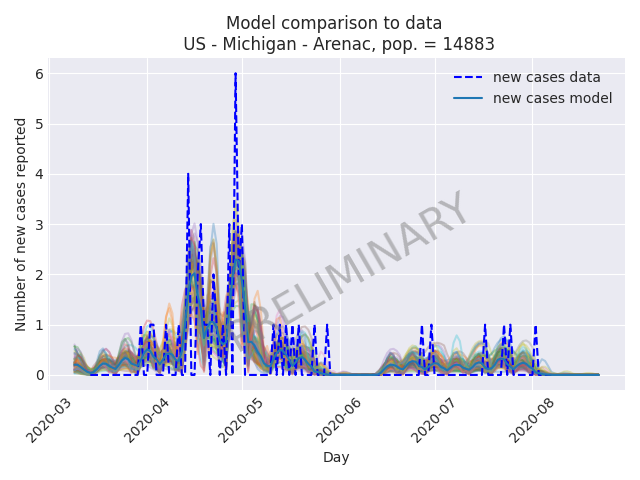 Model comparison to data
US - Michigan - Arenac, pop. = 14883
new cases data
new cases model
PRELIMINARY
Number of new cases reported
6
5
4
3
2
1
0
2020-03
2020-04
2020-05
2020-06
2020-07
2020-08
Day